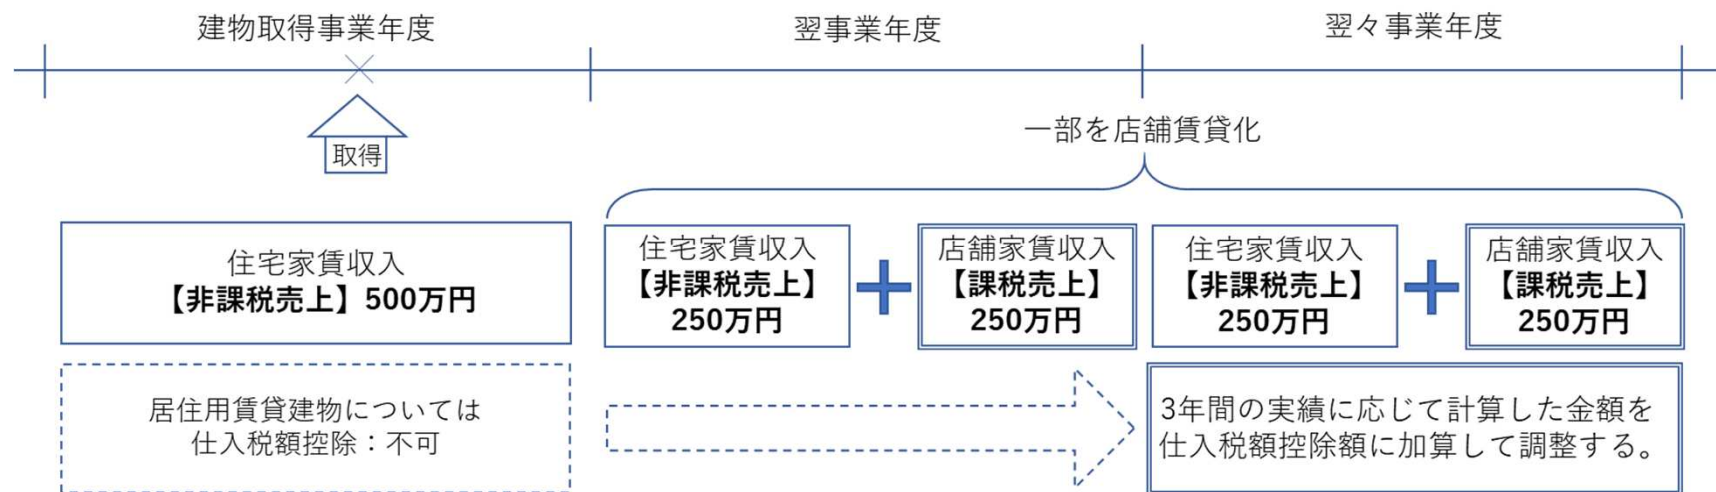 建物取得事業年度
翌事業年度
翌々事業年度
取得
一部を店舗賃貸化
住宅家賃収入
【非課税売上】500万円
住宅家賃収入
【非課税売上】
250万円
店舗家賃収入
【課税売上】
250万円
住宅家賃収入
【非課税売上】
250万円
店舗家賃収入
【課税売上】
250万円
居住用賃貸建物については
仕入税額控除：不可
3年間の実績に応じて計算した金額を
仕入税額控除額に加算して調整する。